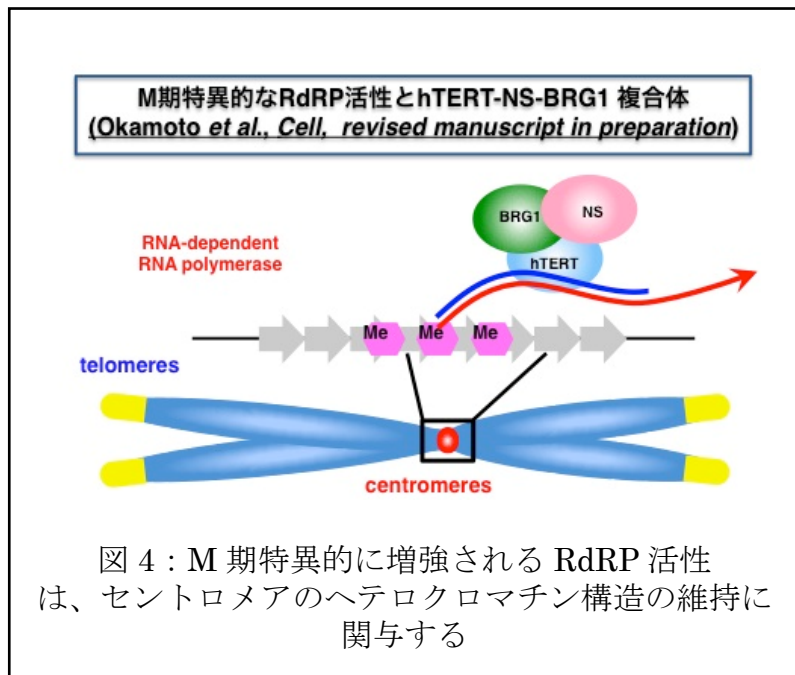 M期特異的なRdRP活性とhTERT-NS-BRG1 複合体
(Okamoto et al., Cell, revised manuscript in preparation)
BRG1
NS
RNA-dependent
RNA polymerase
hTERT
Me
Me
Me
telomeres
centromeres
図 4：M 期特異的に増強される RdRP 活性
は、セントロメアのヘテロクロマチン構造の維持に
関与する